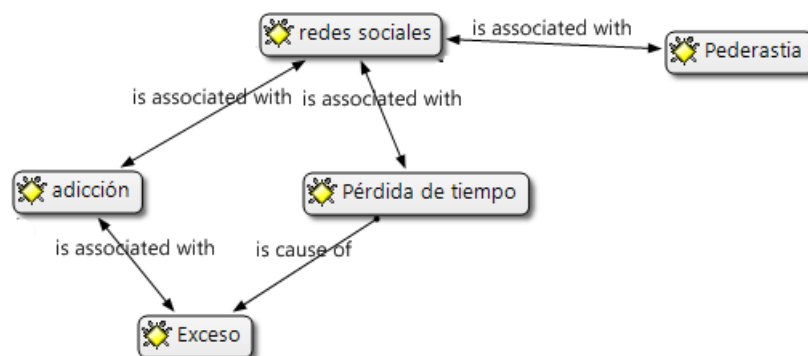 redes sociales
is associated with
Pederastia
is associated with
is associated with
adicción
Pérdida de tiempo
is associated with
is cause of
Exceso